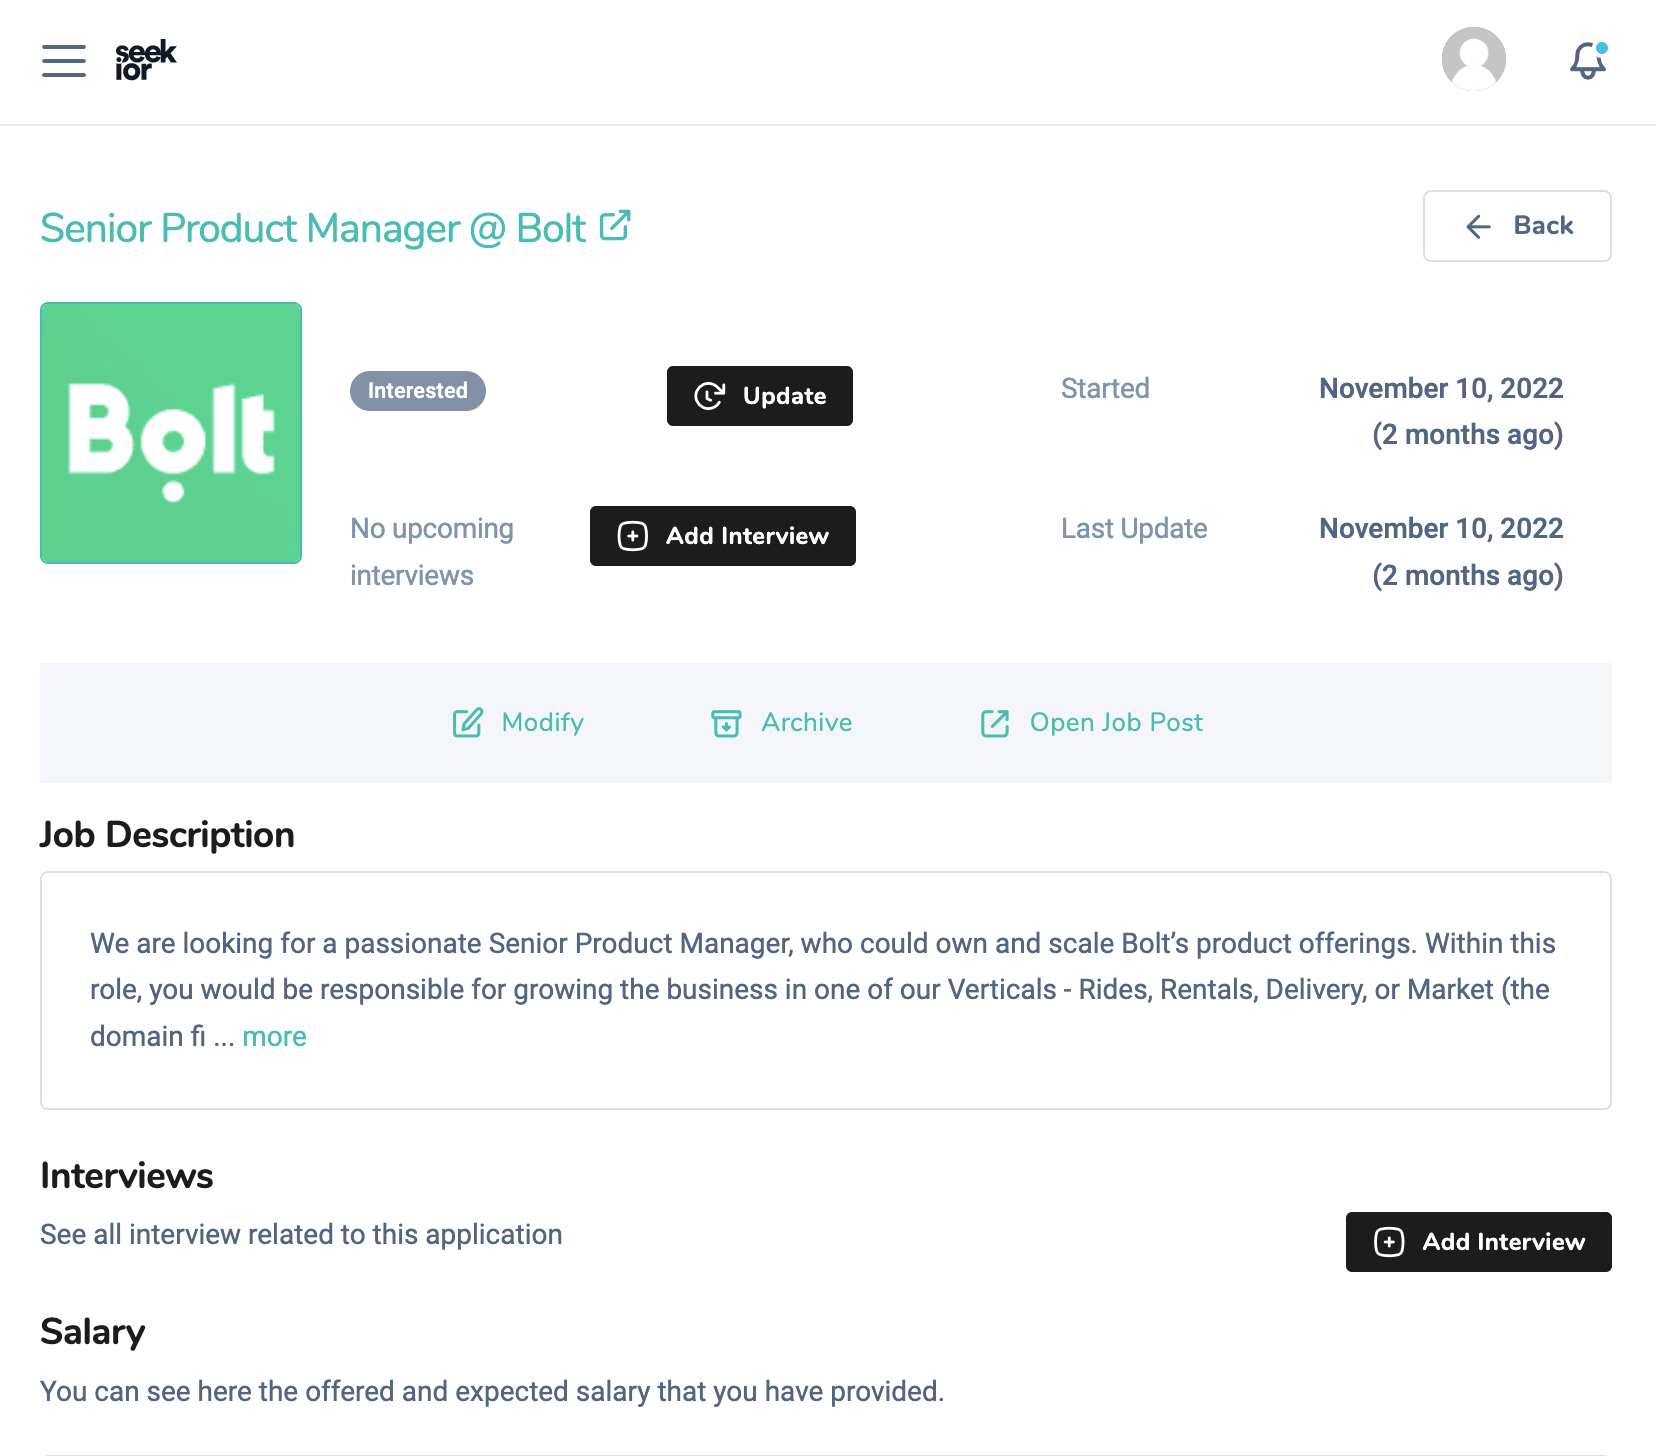 seek
ior
Senior Product Manager @ Bolt
Back
Bolt
Interested
Update
Started
November 10, 2022
(2 months ago)
No upcoming
interviews
Add Interview
Last Update
November 10, 2022
(2 months ago)
Modify
Archive
Open Job Post
Job Description
We are looking for a passionate Senior Product Manager, who could own and scale Bolt’s product offerings. Within this
role, you would be responsible for growing the business in one of our Verticals - Rides, Rentals, Delivery, or Market (the
domain fi ... more
Interviews
See all interview related to this application
Add Interview
Salary
You can see here the offered and expected salary that you have provided.